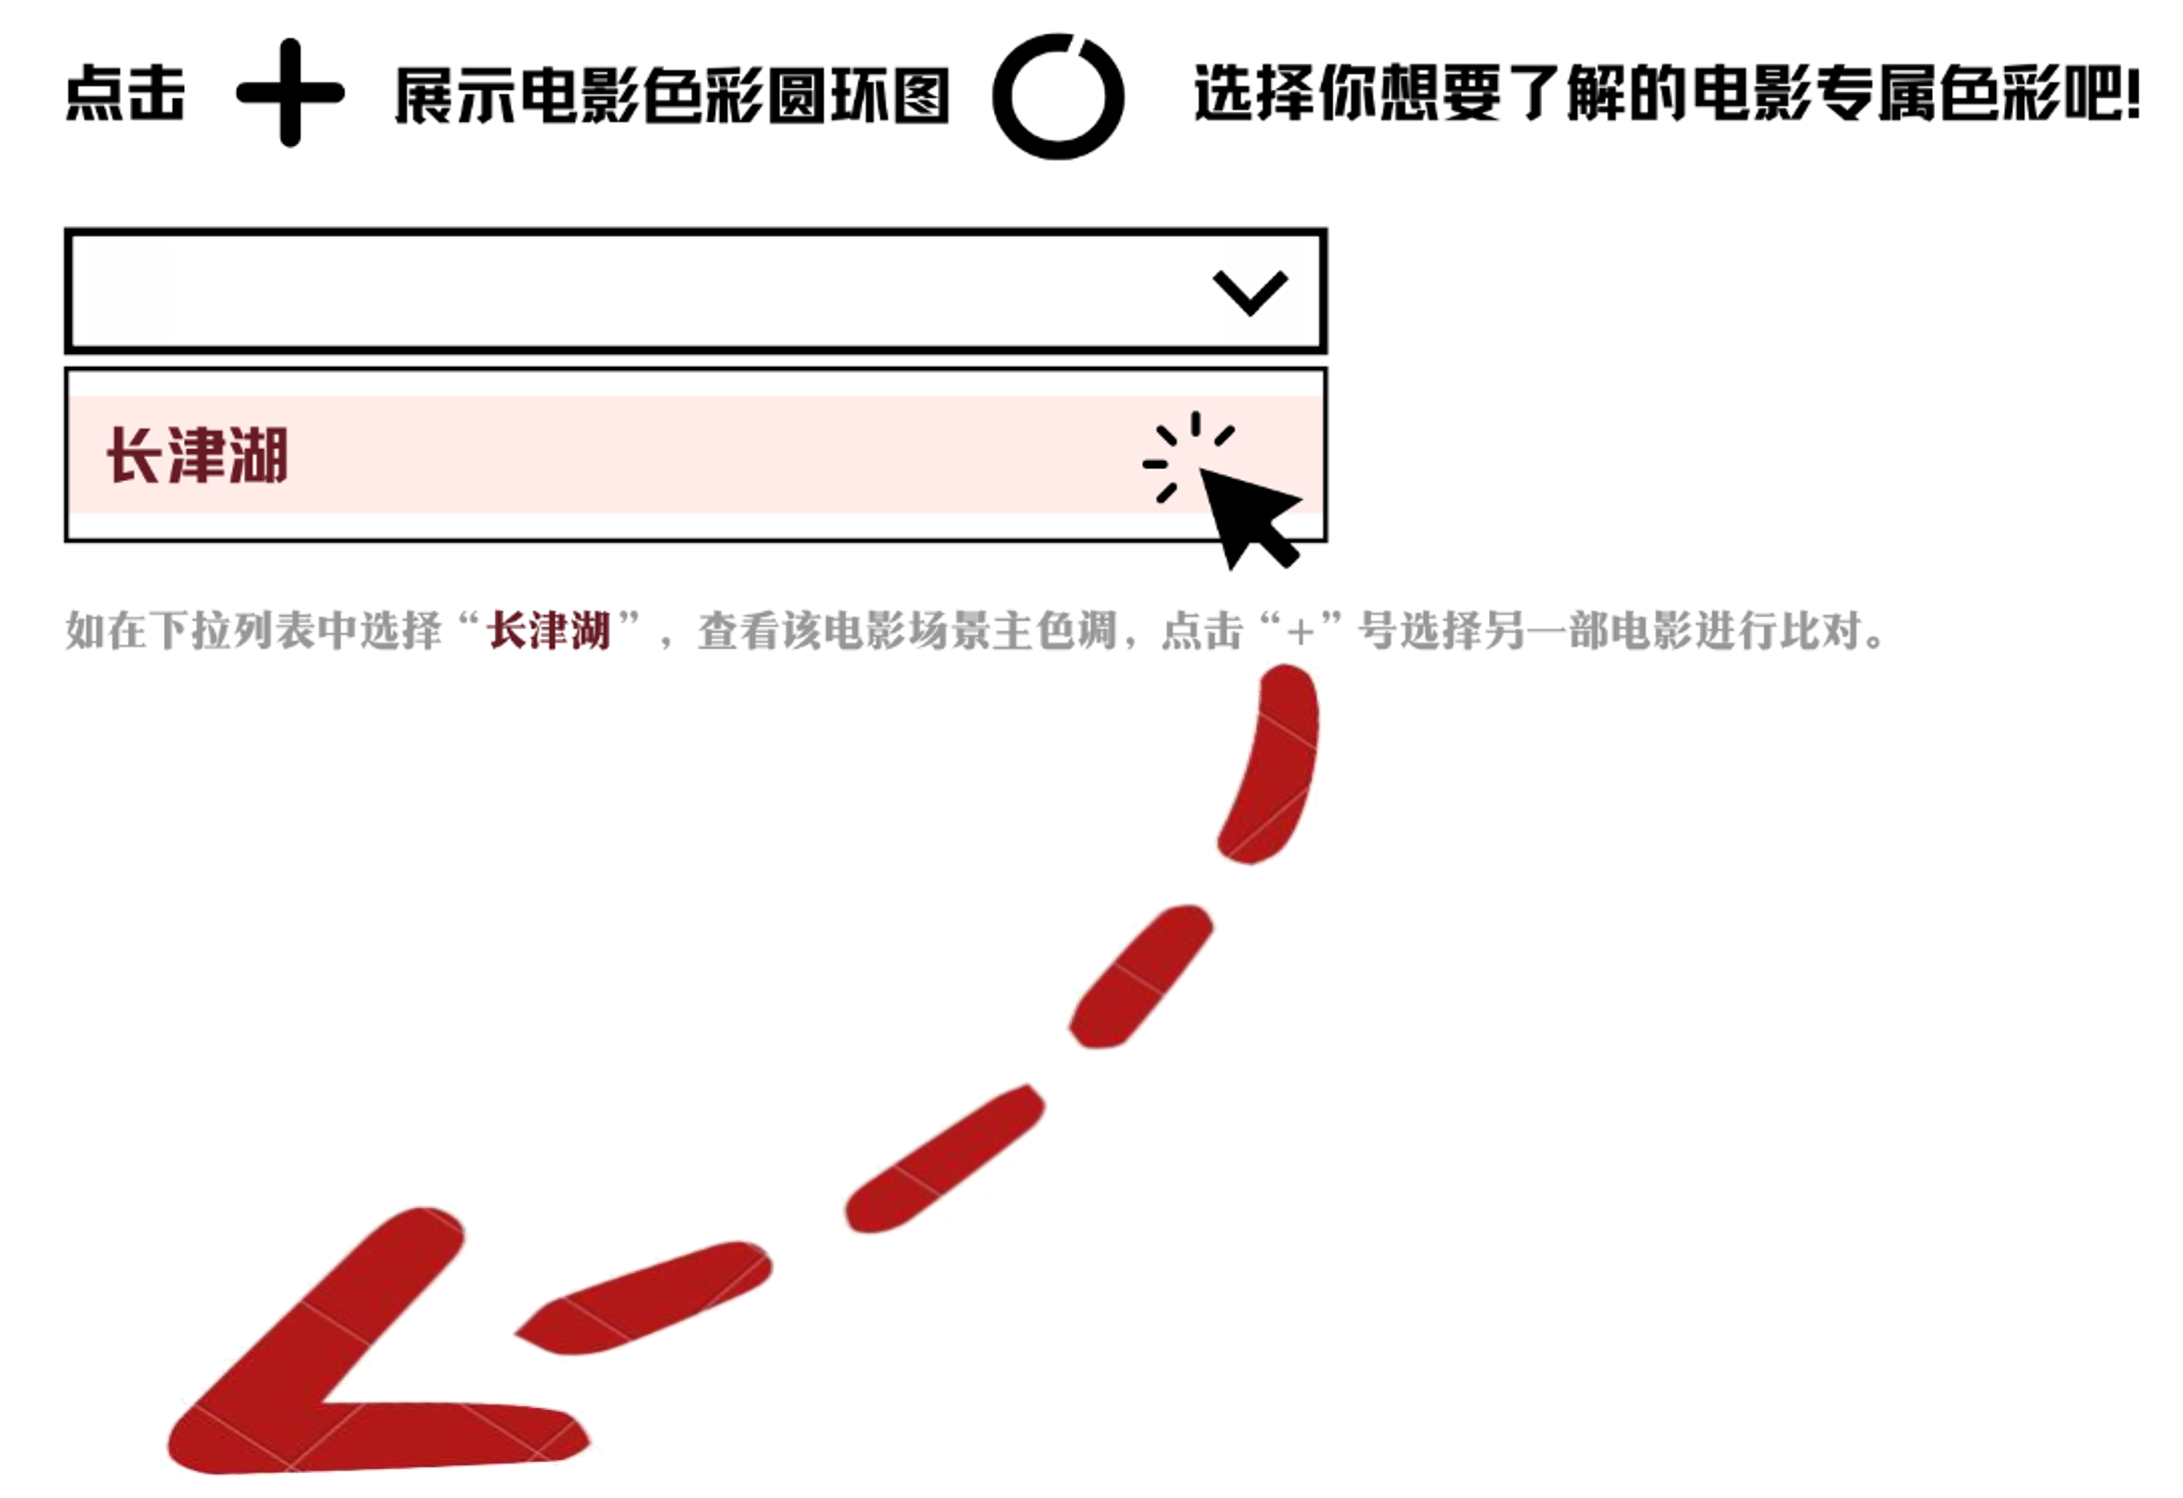 点击 展示电影色彩圆环图 选择你想要了解的电影专属色彩吧!
长津湖
如在下拉列表中选择“长津湖”，查看该电影场景主色调，点击“+”号选择另一部电影进行比对。